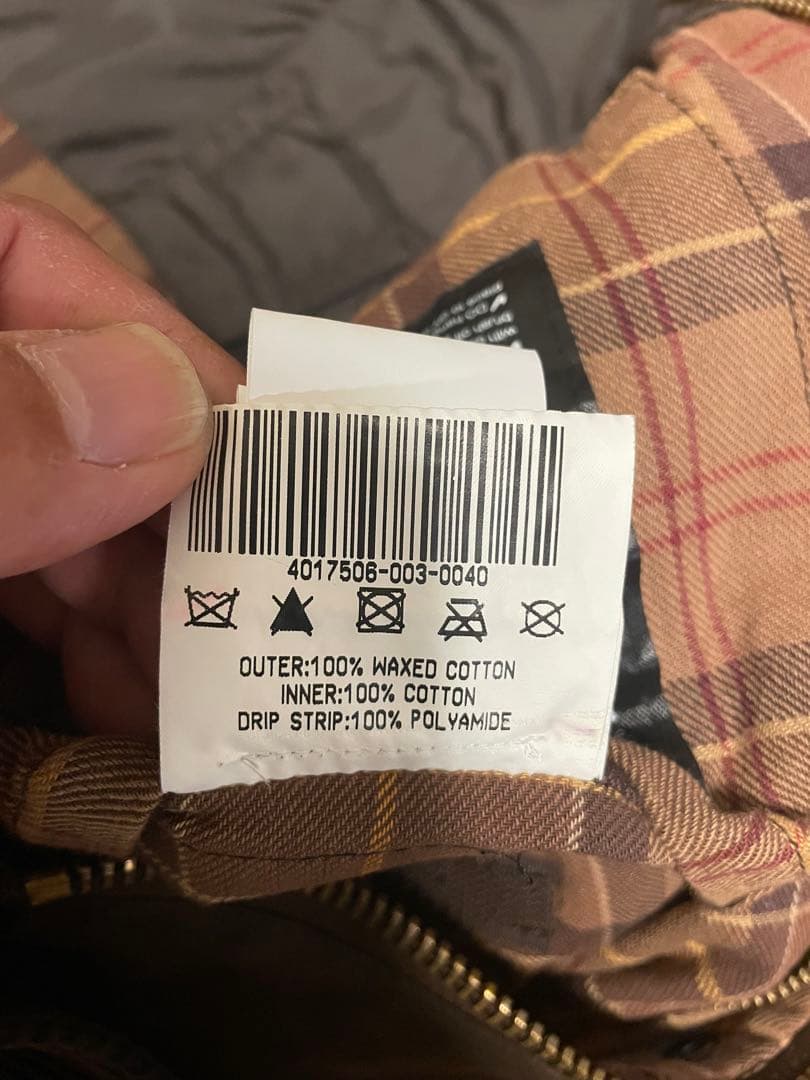 4017506-003-0040
OUTER:100% WAXED COTTON
INNER:100% COTTON
DRIP STRIP:100% POLYAMIDE